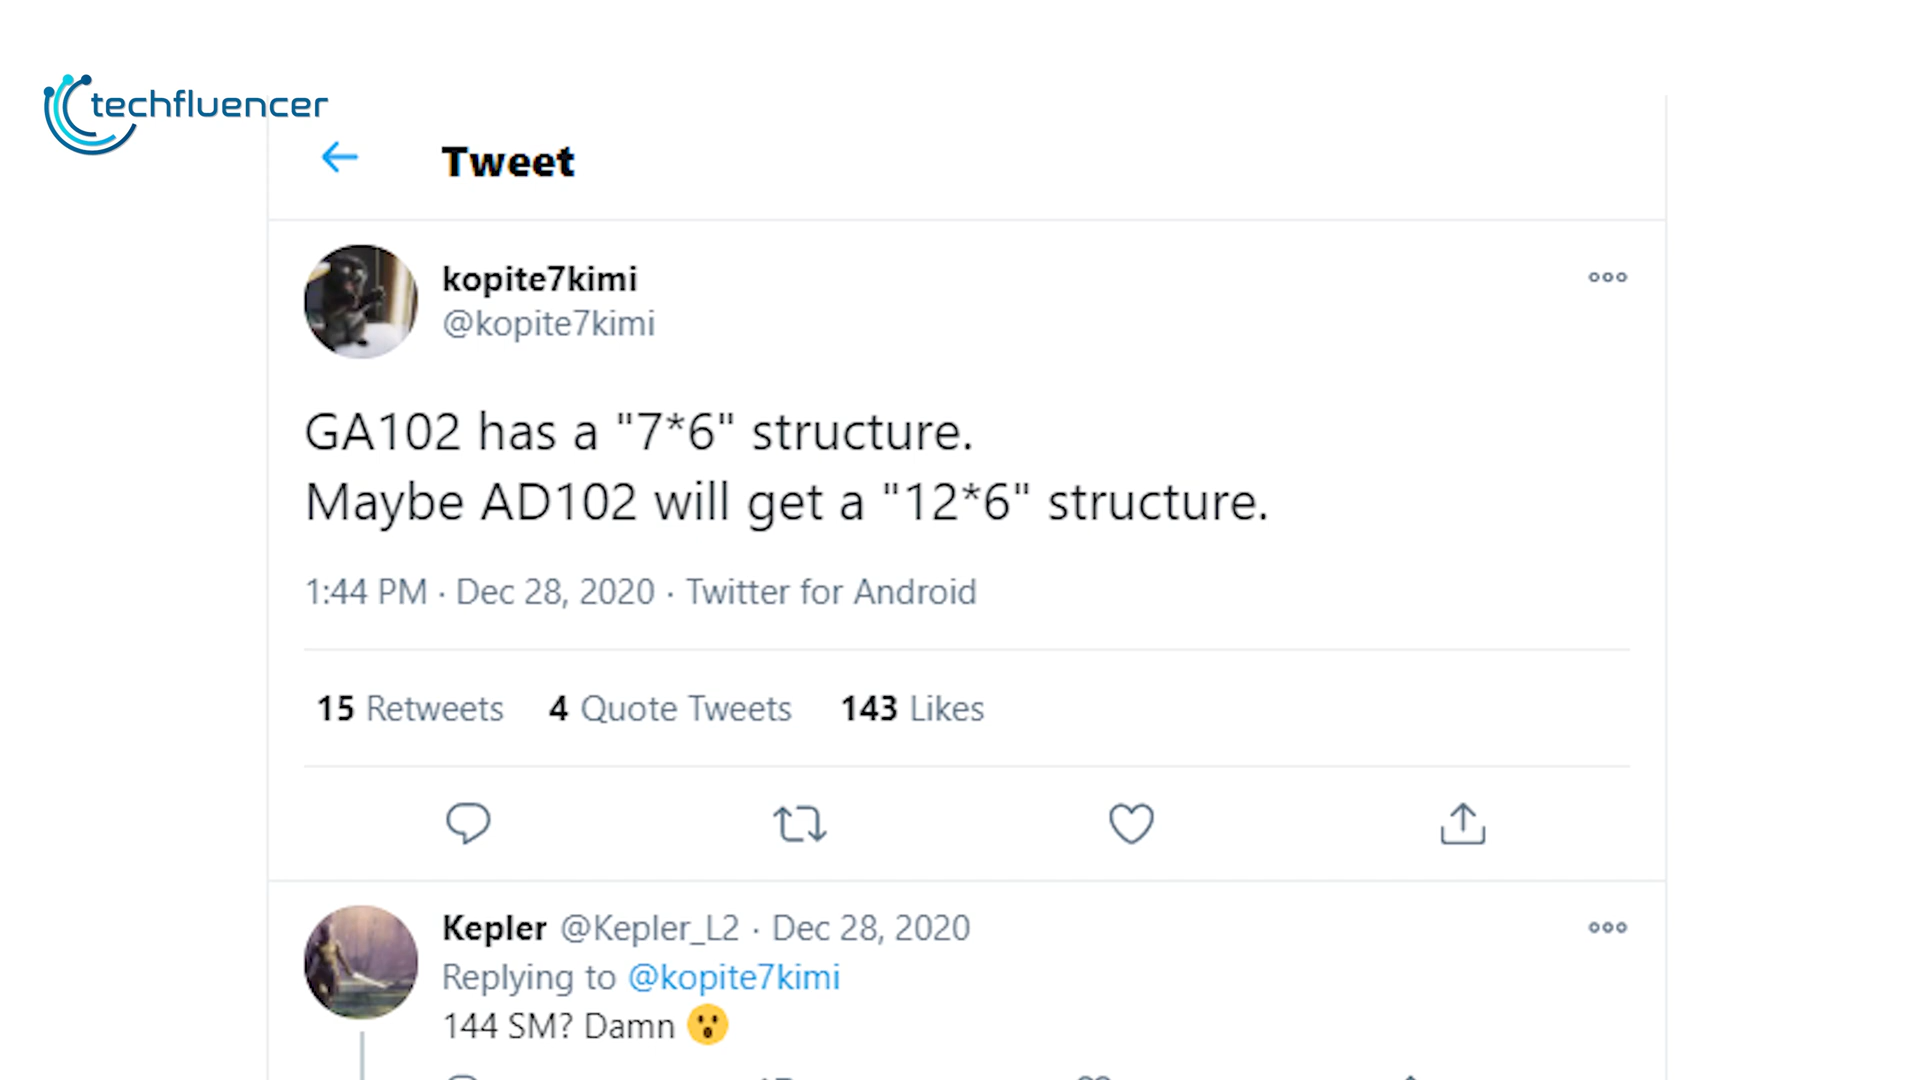 techfluencer
Tweet
kopite7kimi
@kopite7kimi
GA102 has a "7*6" structure.
Maybe AD102 will get a "12*6" structure.
1:44 PM · Dec 28, 2020 · Twitter for Android
15 Retweets 4 Quote Tweets 143 Likes
Kepler @Kepler_L2 · Dec 28, 2020
Replying to @kopite7kimi
144 SM? Damn 😮